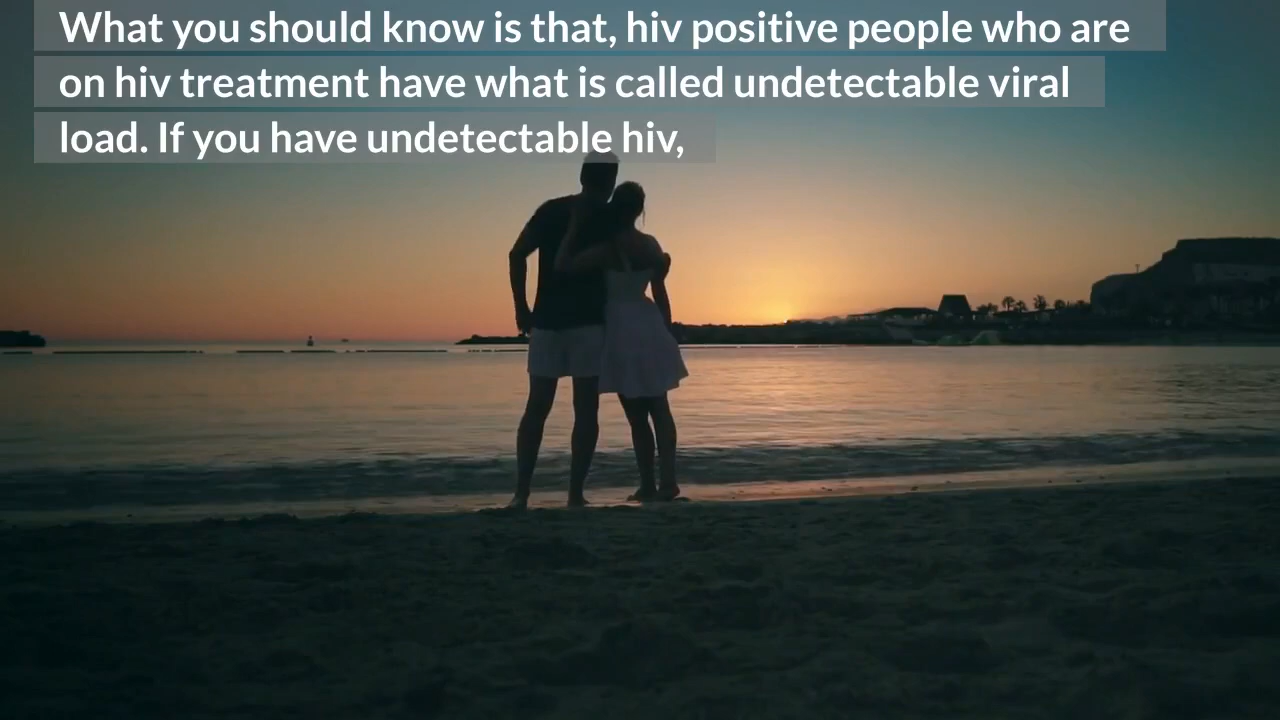 What you should know is that, hiv positive people who are
on hiv treatment have what is called undetectable viral
load. If you have undetectable hiv,